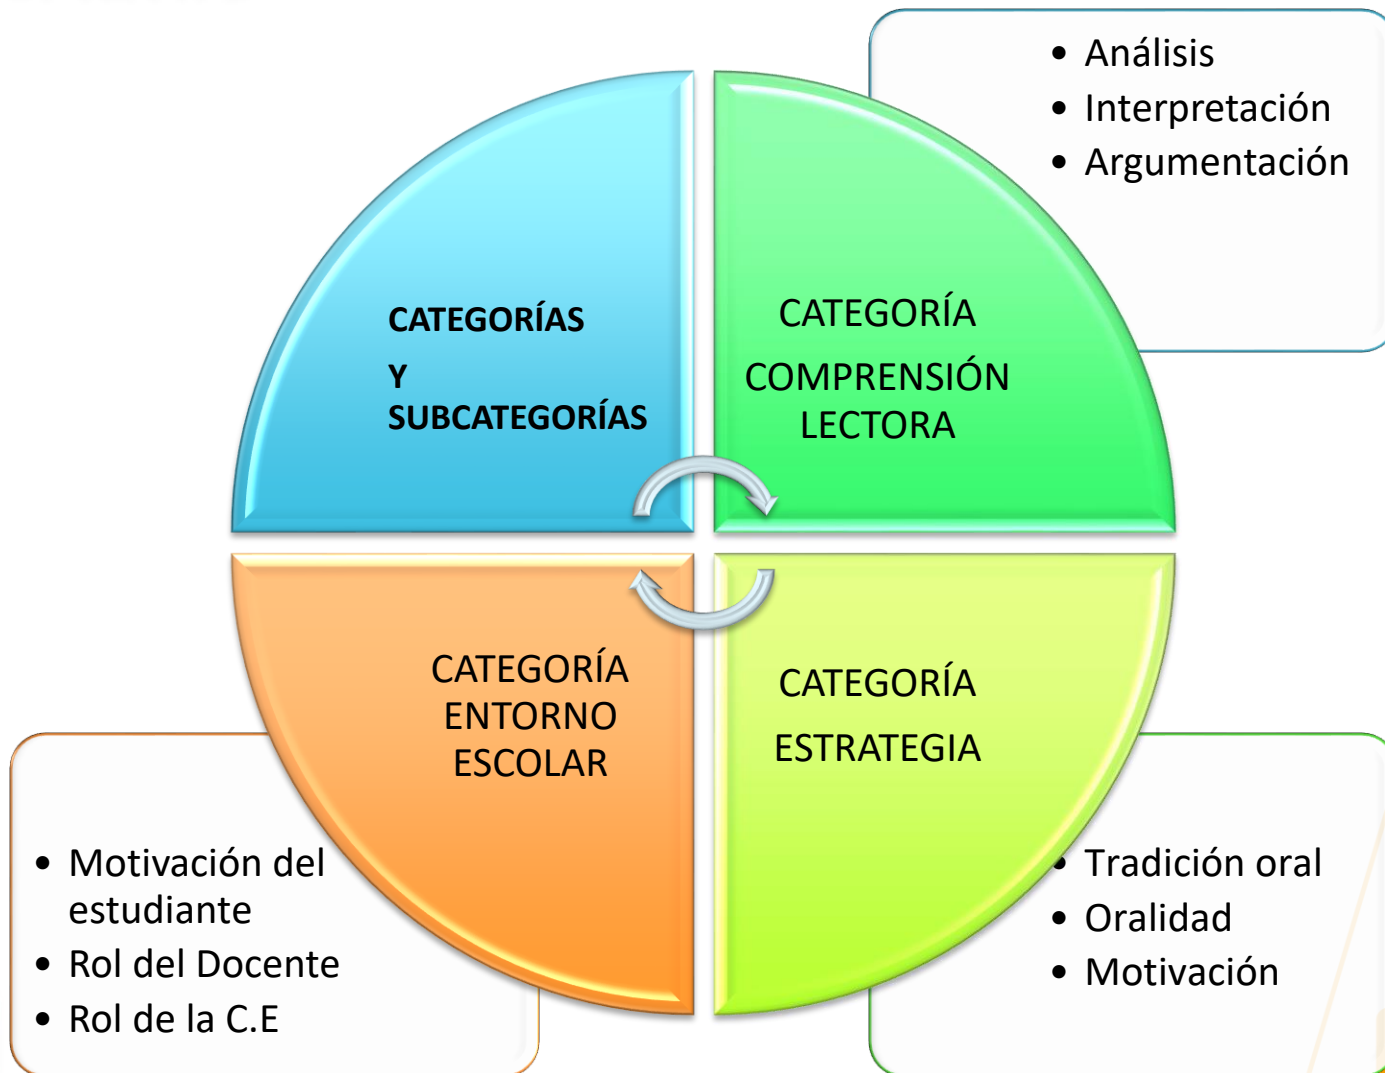 • Análisis
• Interpretación
• Argumentación
CATEGORÍAS
Y
SUBCATEGORÍAS
CATEGORÍA
COMPRENSIÓN
LECTORA
CATEGORÍA
ENTORNO
ESCOLAR
CATEGORÍA
ESTRATEGIA
• Motivación del
estudiante
• Rol del Docente
• Rol de la C.E
• Tradición oral
• Oralidad
• Motivación